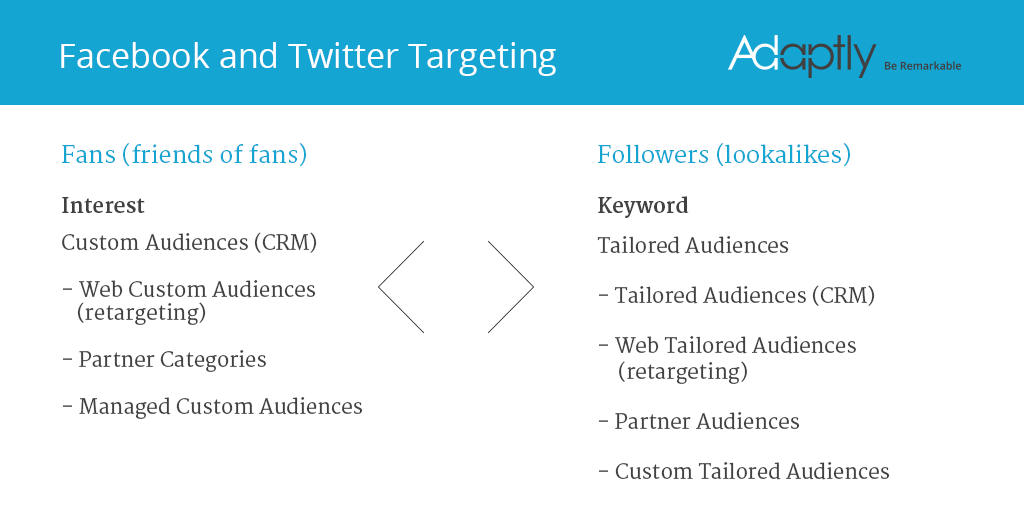 Facebook and Twitter Targeting
Adaptly Be Remarkable
Fans (friends of fans)
Interest
Custom Audiences (CRM)
- Web Custom Audiences
(retargeting)
- Partner Categories
- Managed Custom Audiences
Followers (lookalikes)
Keyword
Tailored Audiences
- Tailored Audiences (CRM)
- Web Tailored Audiences
(retargeting)
- Partner Audiences
- Custom Tailored Audiences